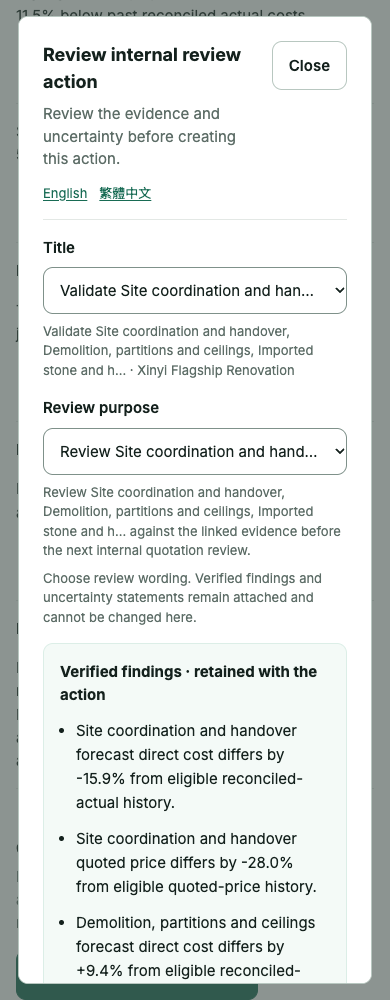 11.5% below past reconciled actual costs
Review internal review
action
Close
Review the evidence and
uncertainty before creating
this action.
English 繁體中文
Title
Validate Site coordination and han...
Validate Site coordination and handover,
Demolition, partitions and ceilings, Imported
stone and h... · Xinyi Flagship Renovation
Review purpose
Review Site coordination and hand...
Review Site coordination and handover,
Demolition, partitions and ceilings, Imported
stone and h... against the linked evidence before
the next internal quotation review.
Choose review wording. Verified findings and
uncertainty statements remain attached and
cannot be changed here.
Verified findings · retained with the
action
• Site coordination and handover
forecast direct cost differs by
-15.9% from eligible reconciled-
actual history.
• Site coordination and handover
quoted price differs by -28.0%
from eligible quoted-price history.
• Demolition, partitions and ceilings
forecast direct cost differs by
+9.4% from eligible reconciled-